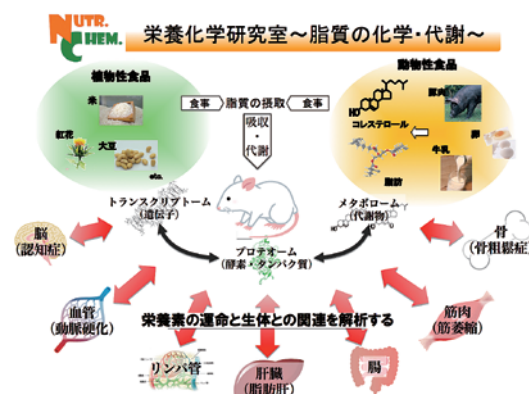 NUTR.
CHEM.
栄養化学研究室～脂質の化学・代謝～
植物性食品
米
紅花
大豆
etc.
食事
脂質の摂取
食事
吸収
・
代謝
動物性食品
豚肉
コレステロール
卵
牛乳
脂肪
HO
トランスクリプトーム
(遺伝子)
メタボローム
(代謝物)
プロテオーム
(酵素・タンパク質)
脳
(認知症)
骨
(骨粗鬆症)
血管
(動脈硬化)
筋肉
(筋萎縮)
栄養素の運命と生体との関連を解析する
リンパ管
肝臓
(脂肪肝)
腸